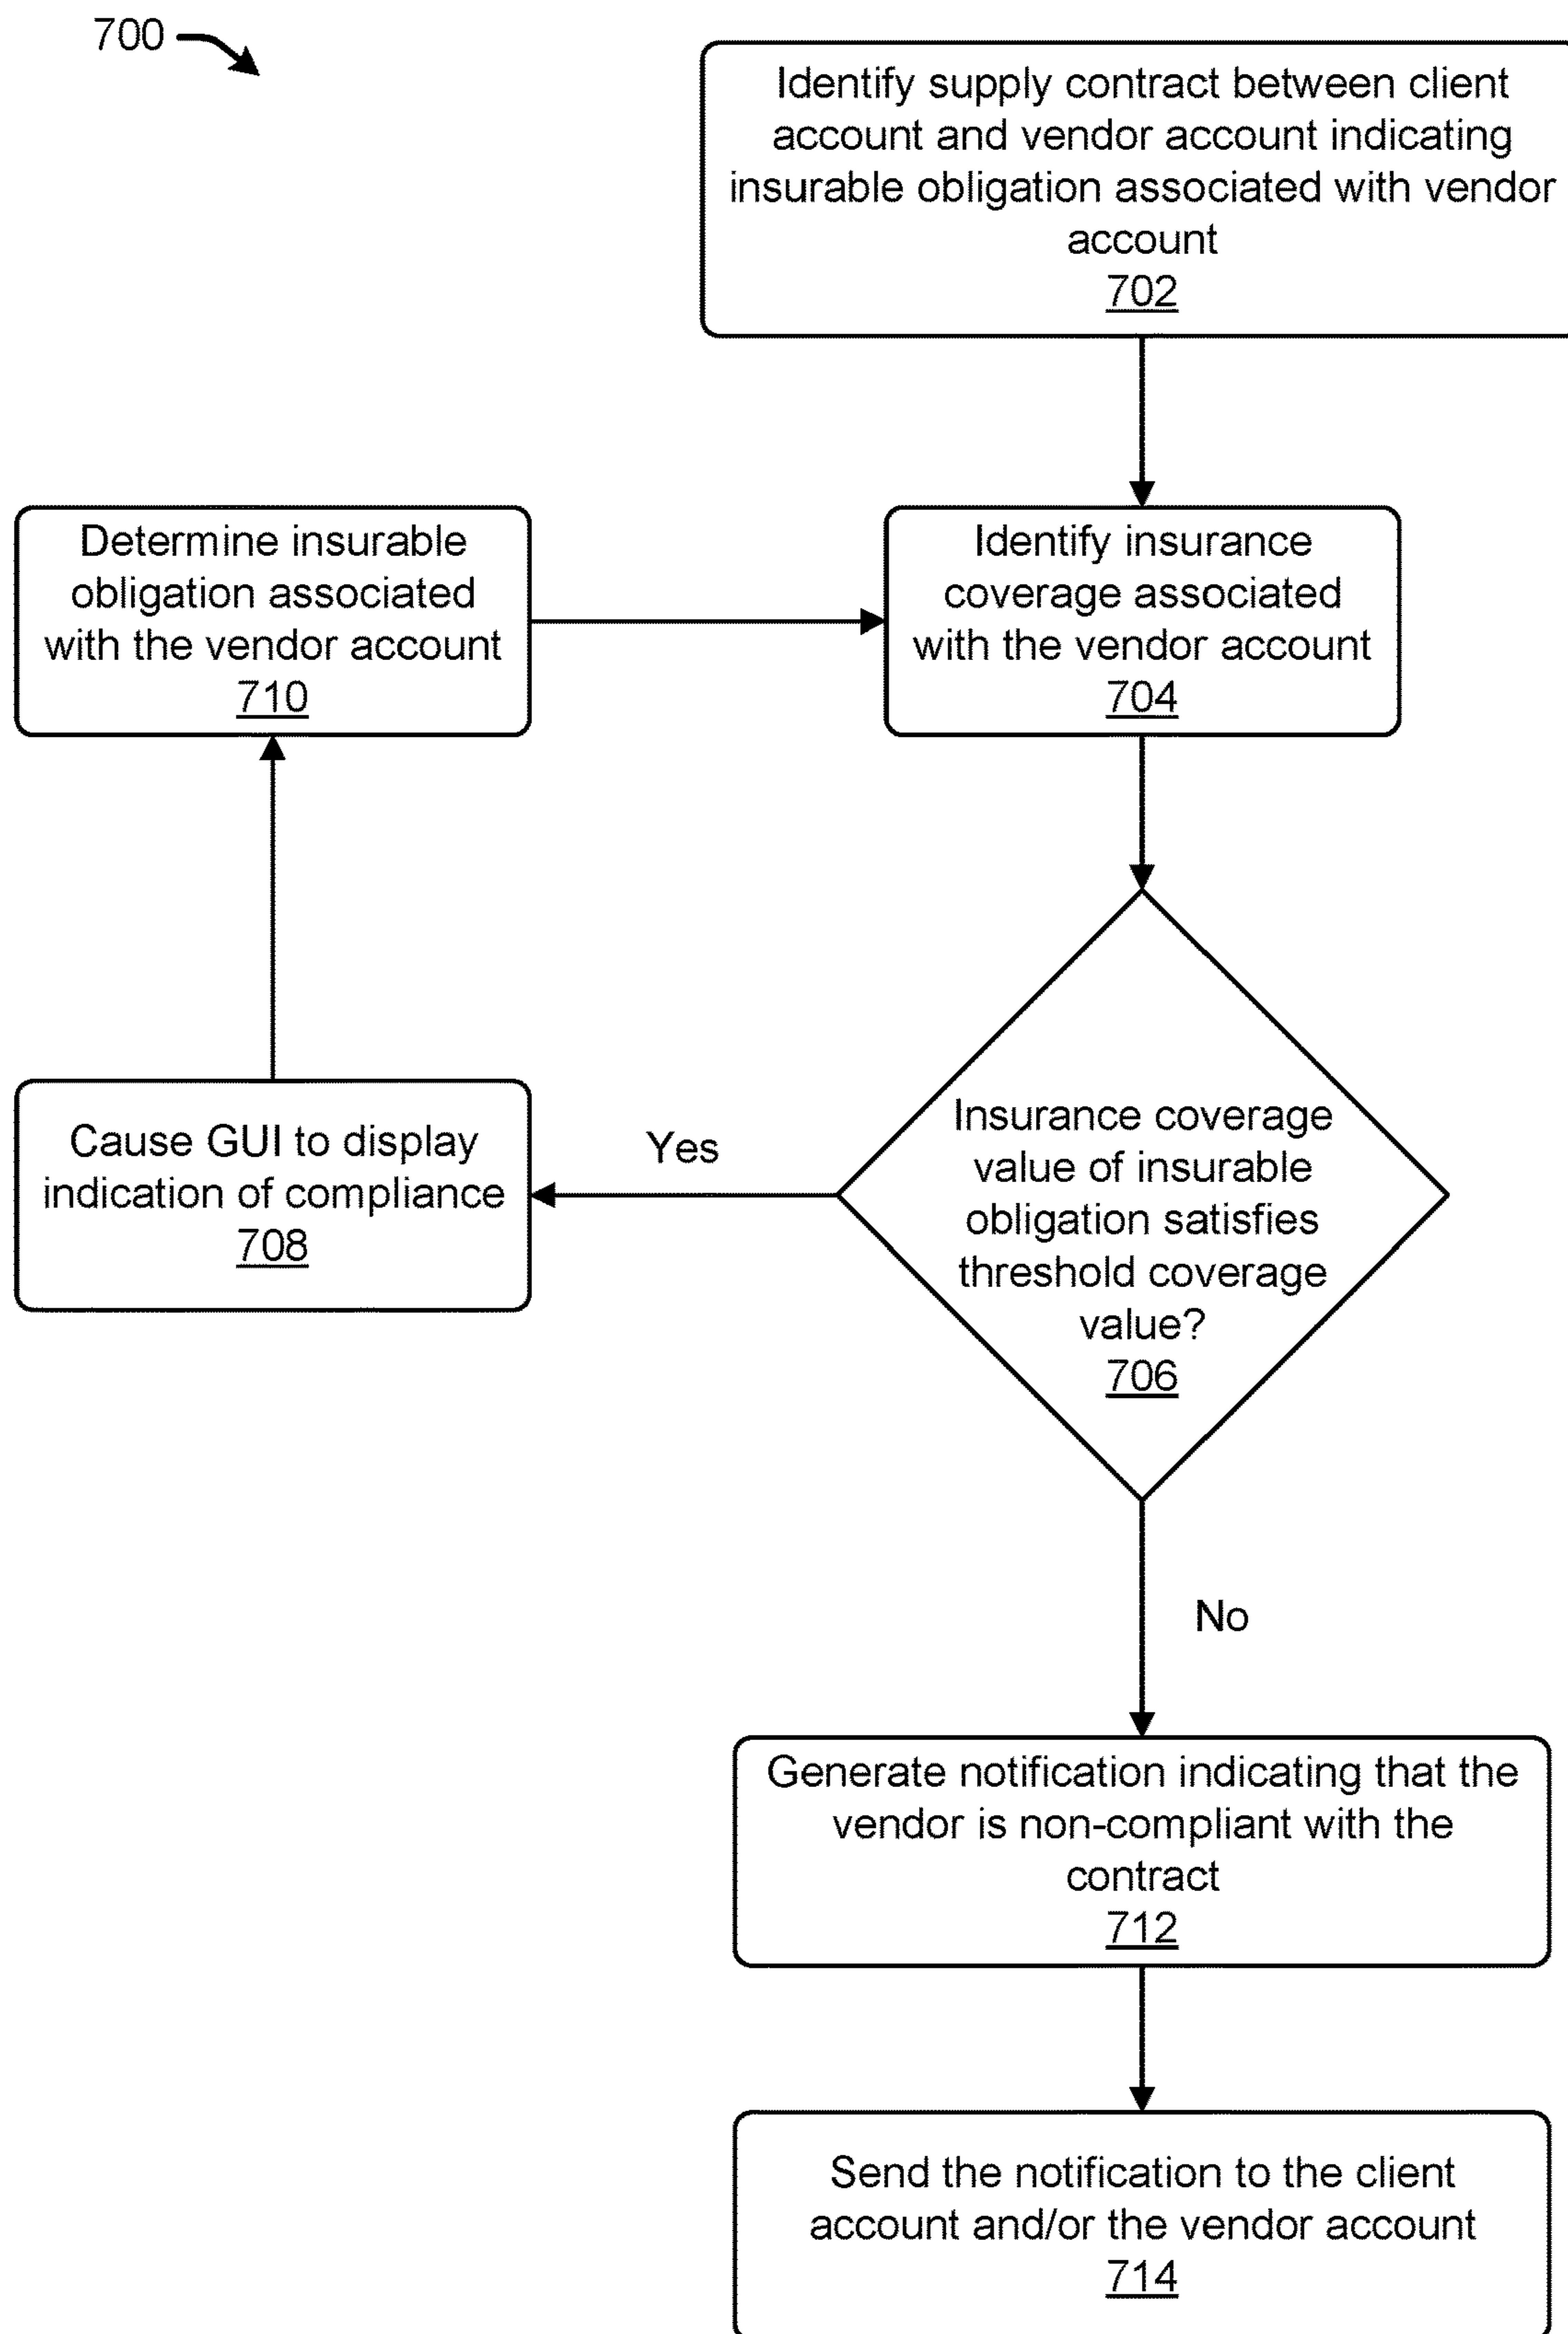 700
Identify supply contract between client
account and vendor account indicating
insurable obligation associated with vendor
account
702
Determine insurable
obligation associated
with the vendor account
710
Identify insurance
coverage associated
with the vendor account
704
Cause GUI to display
indication of compliance
708
Yes
Insurance coverage
value of insurable
obligation satisfies
threshold coverage
value?
706
No
Generate notification indicating that the
vendor is non-compliant with the
contract
712
Send the notification to the client
account and/or the vendor account
714